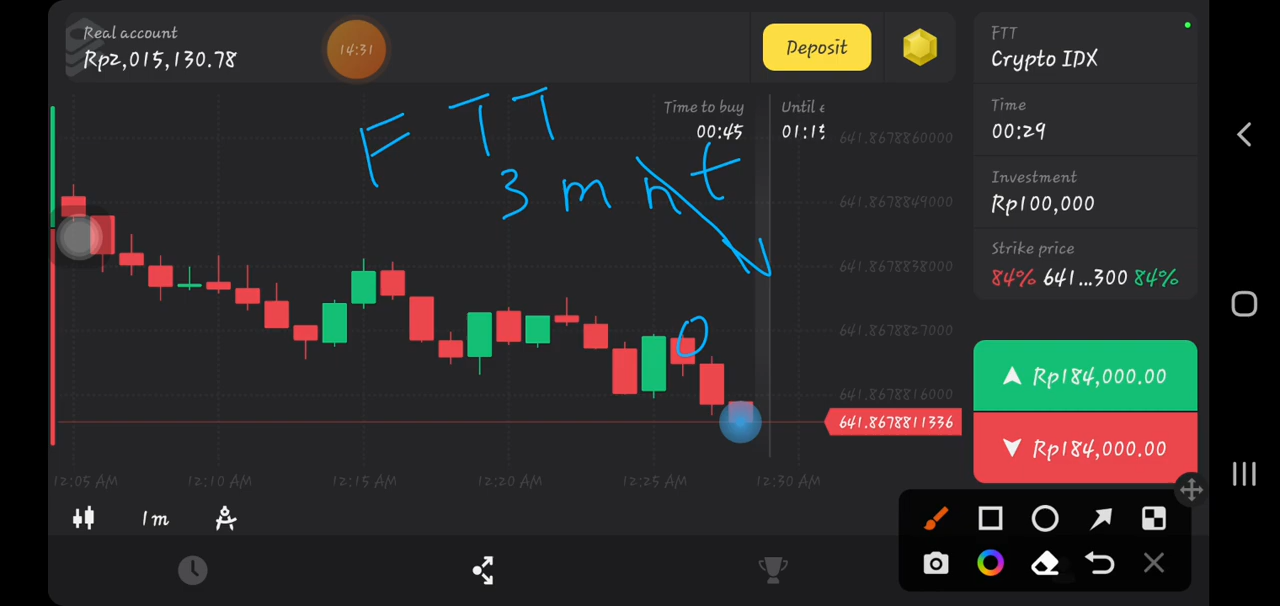 Real account
Rp2,015,130.78
14:31
Deposit
FTT
Crypto IDX
Time to buy
00:45
Until e
01:15
Time
00:29
Investment
Rp100,000
Strike price
84% 641...300 84%
FTT
3 mnt
641.8678860000
641.8678849000
641.8678838000
641.8678827000
641.8678816000
641.8678811336
Rp184,000.00
Rp184,000.00
12:05 AM
12:10 AM
12:15 AM
12:20 AM
12:25 AM
12:30 AM
1m